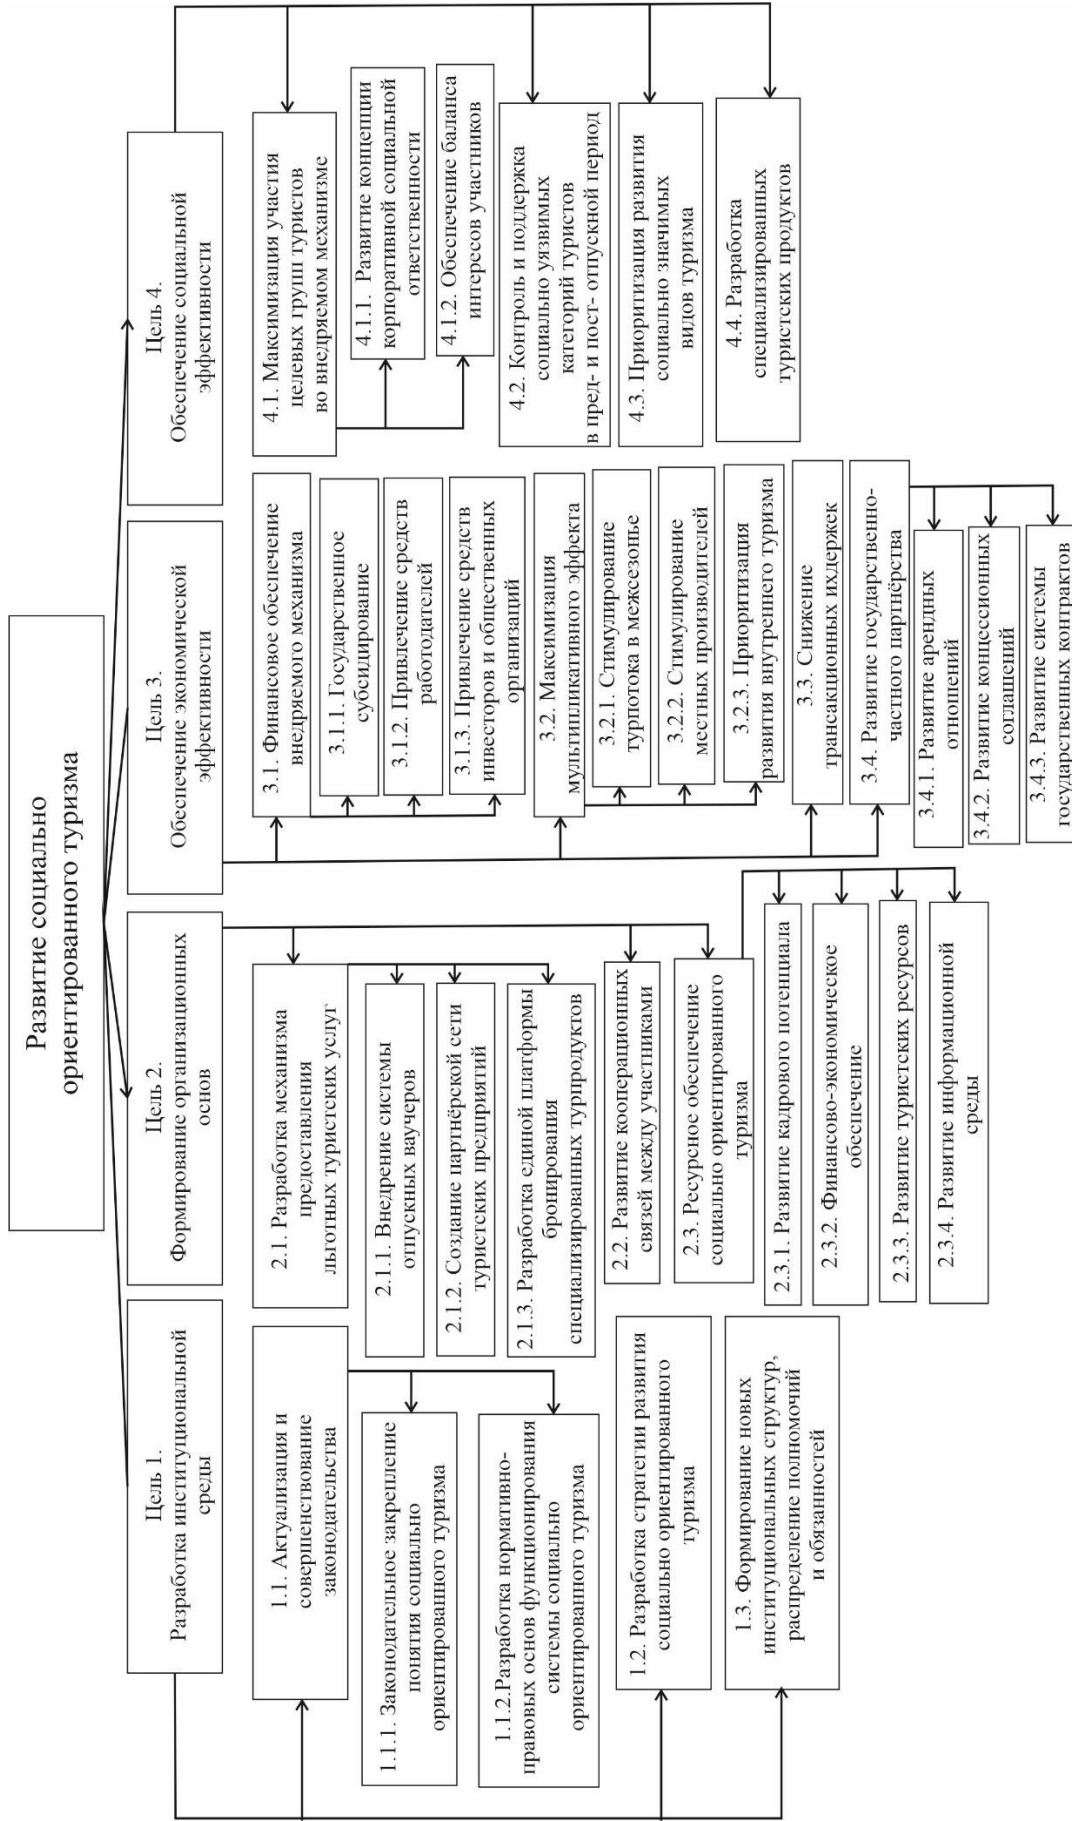 Развитие социально
ориентированного туризма
Цель 1.
Разработка институциональной
среды
1.1. Актуализация и
совершенствование
законодательства
1.1.1. Законодательное закрепление
понятия социально
ориентированного туризма
1.1.2.Разработка нормативно-
правовых основ функционирования
системы социально
ориентированного туризма
1.2. Разработка стратегии развития
социально ориентированного
туризма
1.3. Формирование новых
институциональных структур,
распределение полномочий
и обязанностей
Цель 2.
Формирование организационных
основ
2.1. Разработка механизма
предоставления
льготных туристских услуг
2.1.1. Внедрение системы
отпускных ваучеров
2.1.2. Создание партнёрской сети
туристских предприятий
2.1.3. Разработка единой платформы
бронирования
специализированных турпродуктов
2.2. Развитие кооперационных
связей между участниками
2.3. Ресурсное обеспечение
социально ориентированного
туризма
2.3.1. Развитие кадрового потенциала
2.3.2. Финансово-экономическое
обеспечение
2.3.3. Развитие туристских ресурсов
2.3.4. Развитие информационной
среды
Цель 3.
Обеспечение экономической
эффективности
3.1. Финансовое обеспечение
внедряемого механизма
3.1.1. Государственное
субсидирование
3.1.2. Привлечение средств
работодателей
3.1.3. Привлечение средств
инвесторов и общественных
организаций
3.2. Максимизация
мультипликативного эффекта
3.2.1. Стимулирование
турпотока в межсезонье
3.2.2. Стимулирование
местных производителей
3.2.3. Приоритизация
развития внутреннего туризма
3.3. Снижение
трансакционных ихдержек
3.4. Развитие государственно-
частного партнёрства
3.4.1. Развитие арендных
отношений
3.4.2. Развитие концессионных
соглашений
3.4.3. Развитие системы
государственных контрактов
Цель 4.
Обеспечение социальной
эффективности
4.1. Максимизация участия
целевых групп туристов
во внедряемом механизме
4.1.1. Развитие концепции
корпоративной социальной
ответственности
4.1.2. Обеспечение баланса
интересов участников
4.2. Контроль и поддержка
социально уязвимых
категорий туристов
в пред- и пост- отпускной период
4.3. Приоритизация развития
социально значимых
видов туризма
4.4. Разработка
специализированных
туристских продуктов